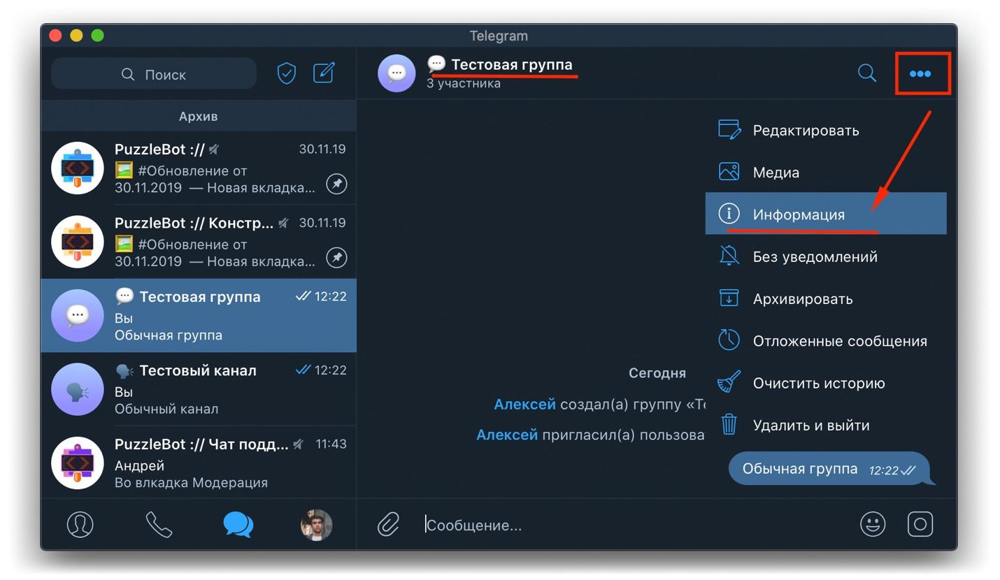 Telegram
Поиск
Архив
PuzzleBot ://
30.11.19
#Обновление от
30.11.2019 — Новая вкладка...
PuzzleBot :// Констр...
30.11.19
#Обновление от
30.11.2019 — Новая вкладка...
Тестовая группа
12:22
Вы
Обычная группа
Тестовый канал
12:22
Вы
Обычный канал
PuzzleBot :// Чат подд...
11:43
Андрей
Во влкадка Модерация
Тестовая группа
3 участника
Редактировать
Медиа
Информация
Без уведомлений
Архивировать
Отложенные сообщения
Очистить историю
Удалить и выйти
Сегодня
Алексей создал(а) группу «Те
Алексей пригласил(а) пользова
Обычная группа 12:22
Сообщение...